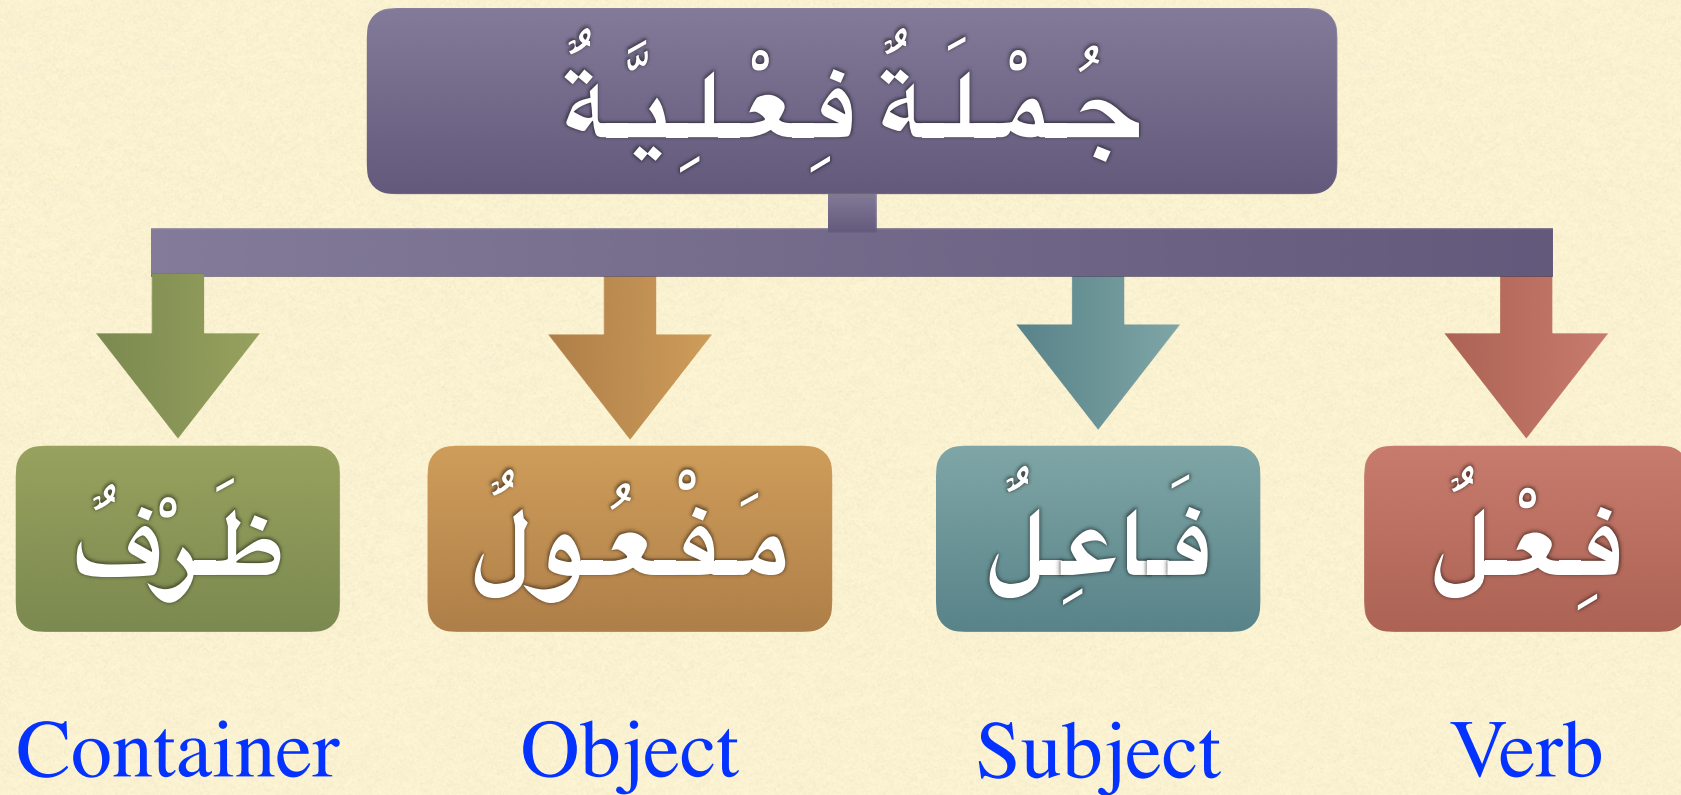 جُمْلَةٌ فِعْلِيَّةٌ
فِعْلٌ
فَاعِلٌ
مَفْعُولٌ
ظَرْفٌ
Verb
Subject
Object
Container